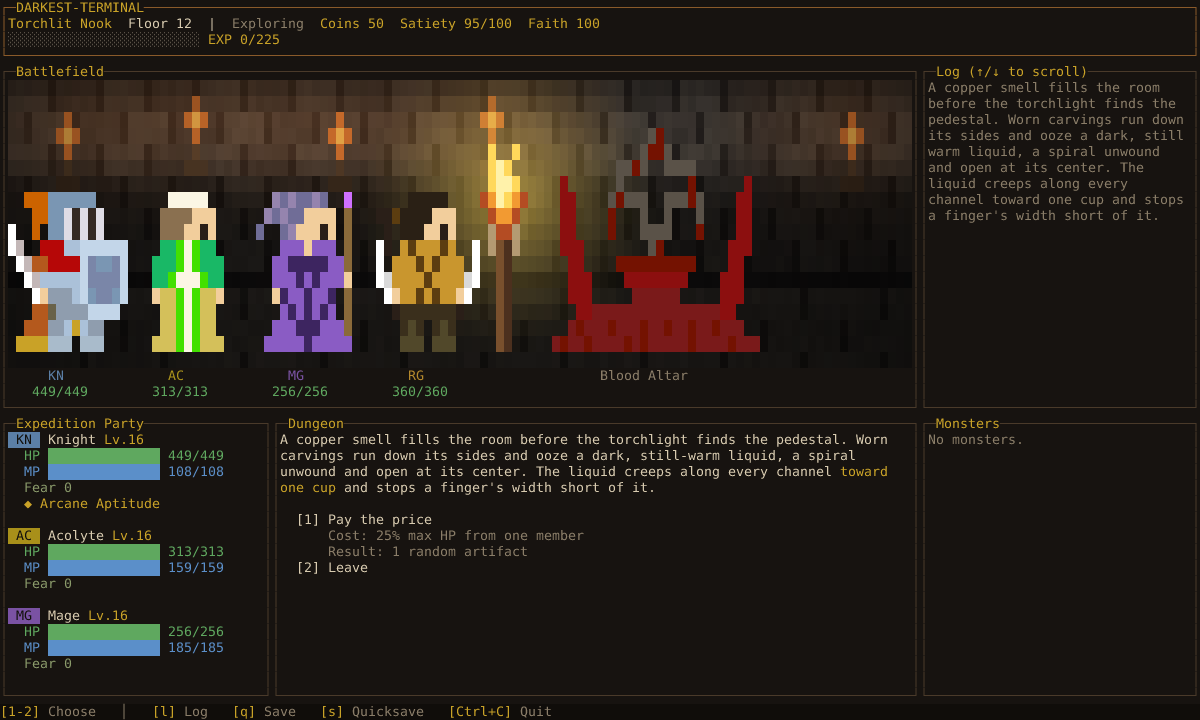 DARKEST-TERMINAL
Torchlit Nook  Floor 12  |  Exploring  Coins 50  Satiety 95/100  Faith 100
EXP 0/225
Battlefield
KN AC MG RG Blood Altar
449/449 313/313 256/256 360/360
Log (↑/↓ to scroll)
A copper smell fills the room
before the torchlight finds the
pedestal. Worn carvings run down
its sides and ooze a dark, still
warm liquid, a spiral unwound
and open at its center. The
liquid creeps along every
channel toward one cup and stops
a finger's width short of it.
Expedition Party
KN Knight Lv.16
HP 449/449
MP 108/108
Fear 0
◆ Arcane Aptitude
AC Acolyte Lv.16
HP 313/313
MP 159/159
Fear 0
MG Mage Lv.16
HP 256/256
MP 185/185
Fear 0
Dungeon
A copper smell fills the room before the torchlight finds the pedestal. Worn
carvings run down its sides and ooze a dark, still-warm liquid, a spiral
unwound and open at its center. The liquid creeps along every channel toward
one cup and stops a finger's width short of it.
[1] Pay the price
Cost: 25% max HP from one member
Result: 1 random artifact
[2] Leave
Monsters
No monsters.
[1-2] Choose  │  [l] Log  [q] Save  [s] Quicksave  [Ctrl+C] Quit